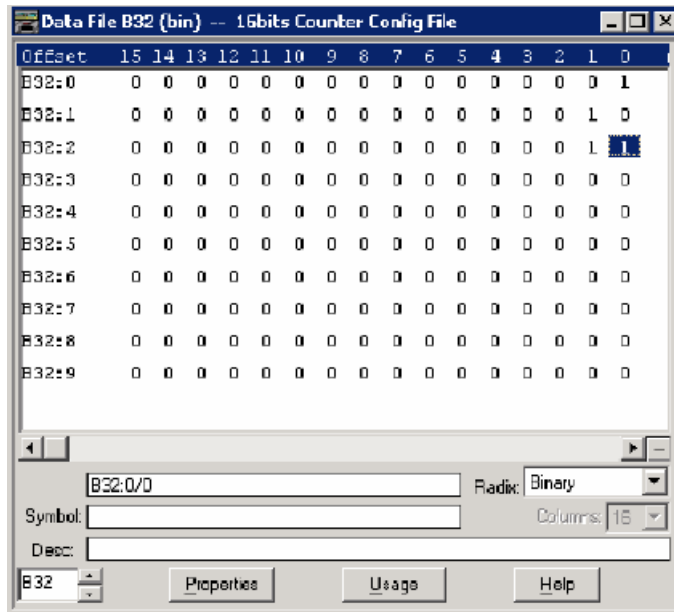 Data File B32 (bin) -- 16bits Counter Config File
Offset 15 14 13 12 11 10 9 8 7 6 5 4 3 2 1 0
B32:0 0 0 0 0 0 0 0 0 0 0 0 0 0 0 0 1
B32:1 0 0 0 0 0 0 0 0 0 0 0 0 0 0 1 0
B32:2 0 0 0 0 0 0 0 0 0 0 0 0 0 0 1 1
B32:3 0 0 0 0 0 0 0 0 0 0 0 0 0 0 0 0
B32:4 0 0 0 0 0 0 0 0 0 0 0 0 0 0 0 0
B32:5 0 0 0 0 0 0 0 0 0 0 0 0 0 0 0 0
B32:6 0 0 0 0 0 0 0 0 0 0 0 0 0 0 0 0
B32:7 0 0 0 0 0 0 0 0 0 0 0 0 0 0 0 0
B32:8 0 0 0 0 0 0 0 0 0 0 0 0 0 0 0 0
B32:9 0 0 0 0 0 0 0 0 0 0 0 0 0 0 0 0
B32:0/0 Radix: Binary
Symbol: Columns: 16
Desc:
B32 Properties Usage Help